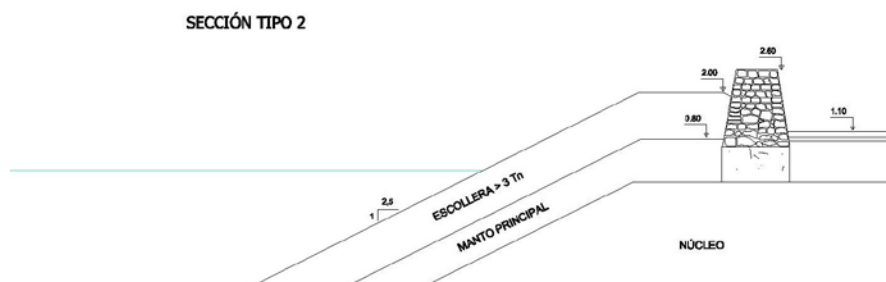 SECCIÓN TIPO 2
2.60
2.00
1.10
0.80
ESCOLLERA > 3 Tn
2,5
1
MANTO PRINCIPAL
NÚCLEO